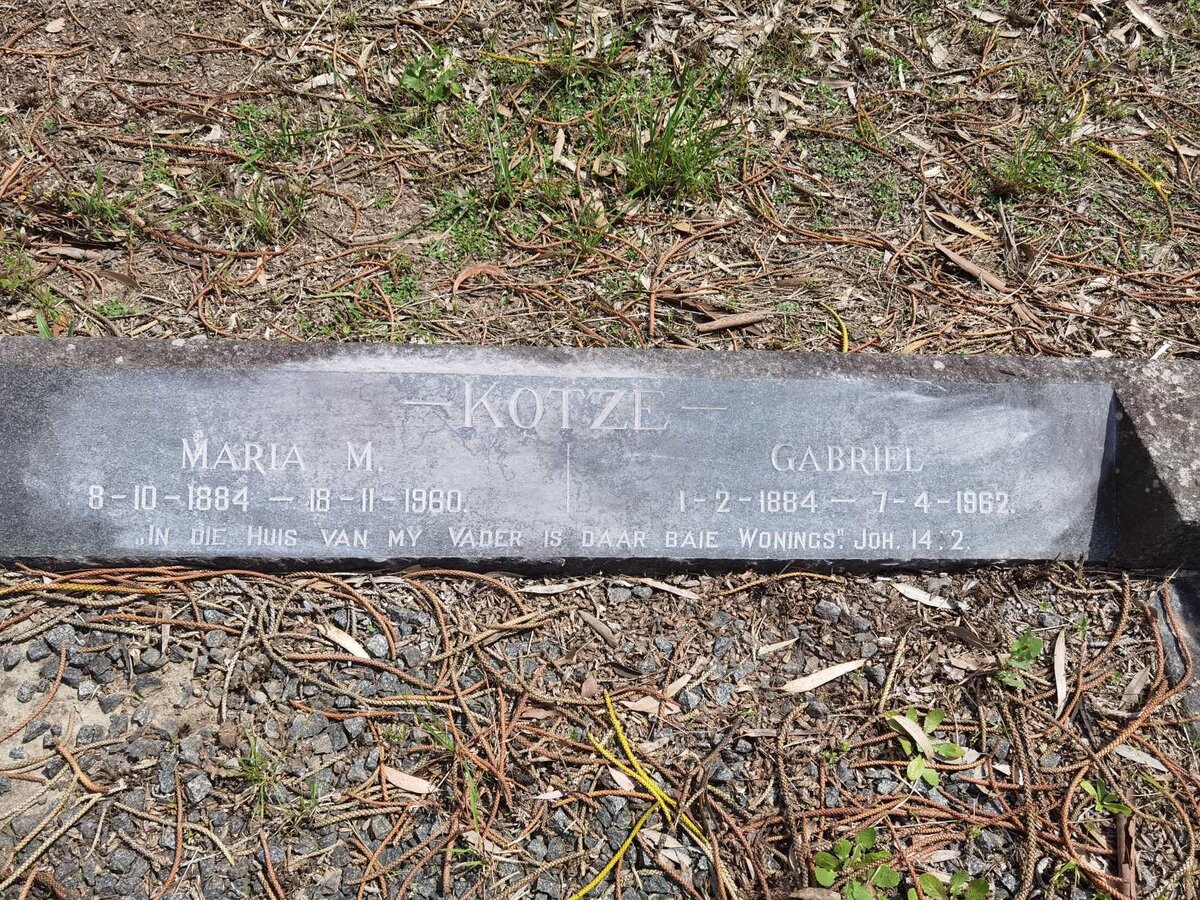 — KOTZE —
MARIA M. GABRIEL
8-10-1884 — 18-11-1960. 1-2-1884 — 7-4-1962.
„IN DIE HUIS VAN MY VADER IS DAAR BAIE WONINGS". JOH. 14:2.